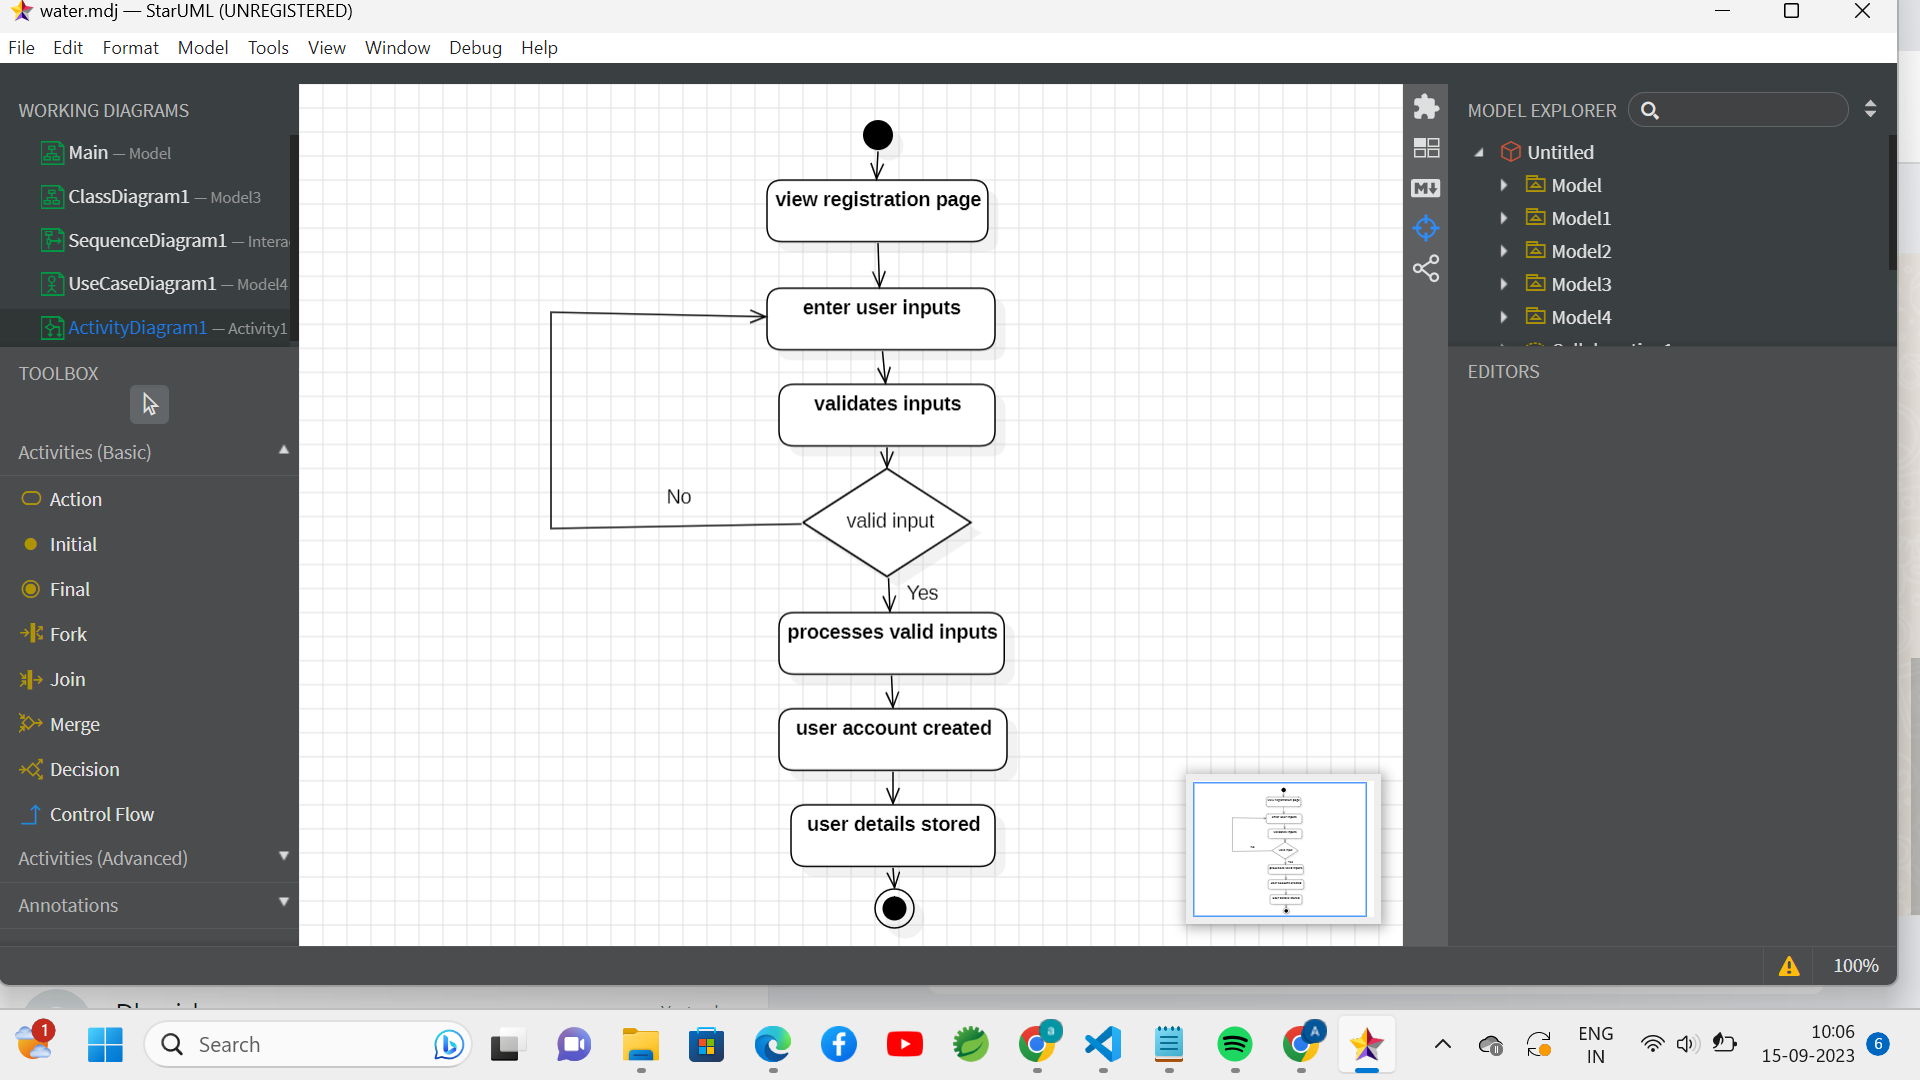 water.mdj — StarUML (UNREGISTERED)
File Edit Format Model Tools View Window Debug Help
WORKING DIAGRAMS
Main — Model
ClassDiagram1 — Model3
SequenceDiagram1 — Intera
UseCaseDiagram1 — Model4
ActivityDiagram1 — Activity1
TOOLBOX
Activities (Basic)
Action
Initial
Final
Fork
Join
Merge
Decision
Control Flow
Activities (Advanced)
Annotations
view registration page
enter user inputs
validates inputs
No
valid input
Yes
processes valid inputs
user account created
user details stored
MODEL EXPLORER
Untitled
Model
Model1
Model2
Model3
Model4
EDITORS
100%
1
Search
a
A
ENG
IN
10:06
15-09-2023
6